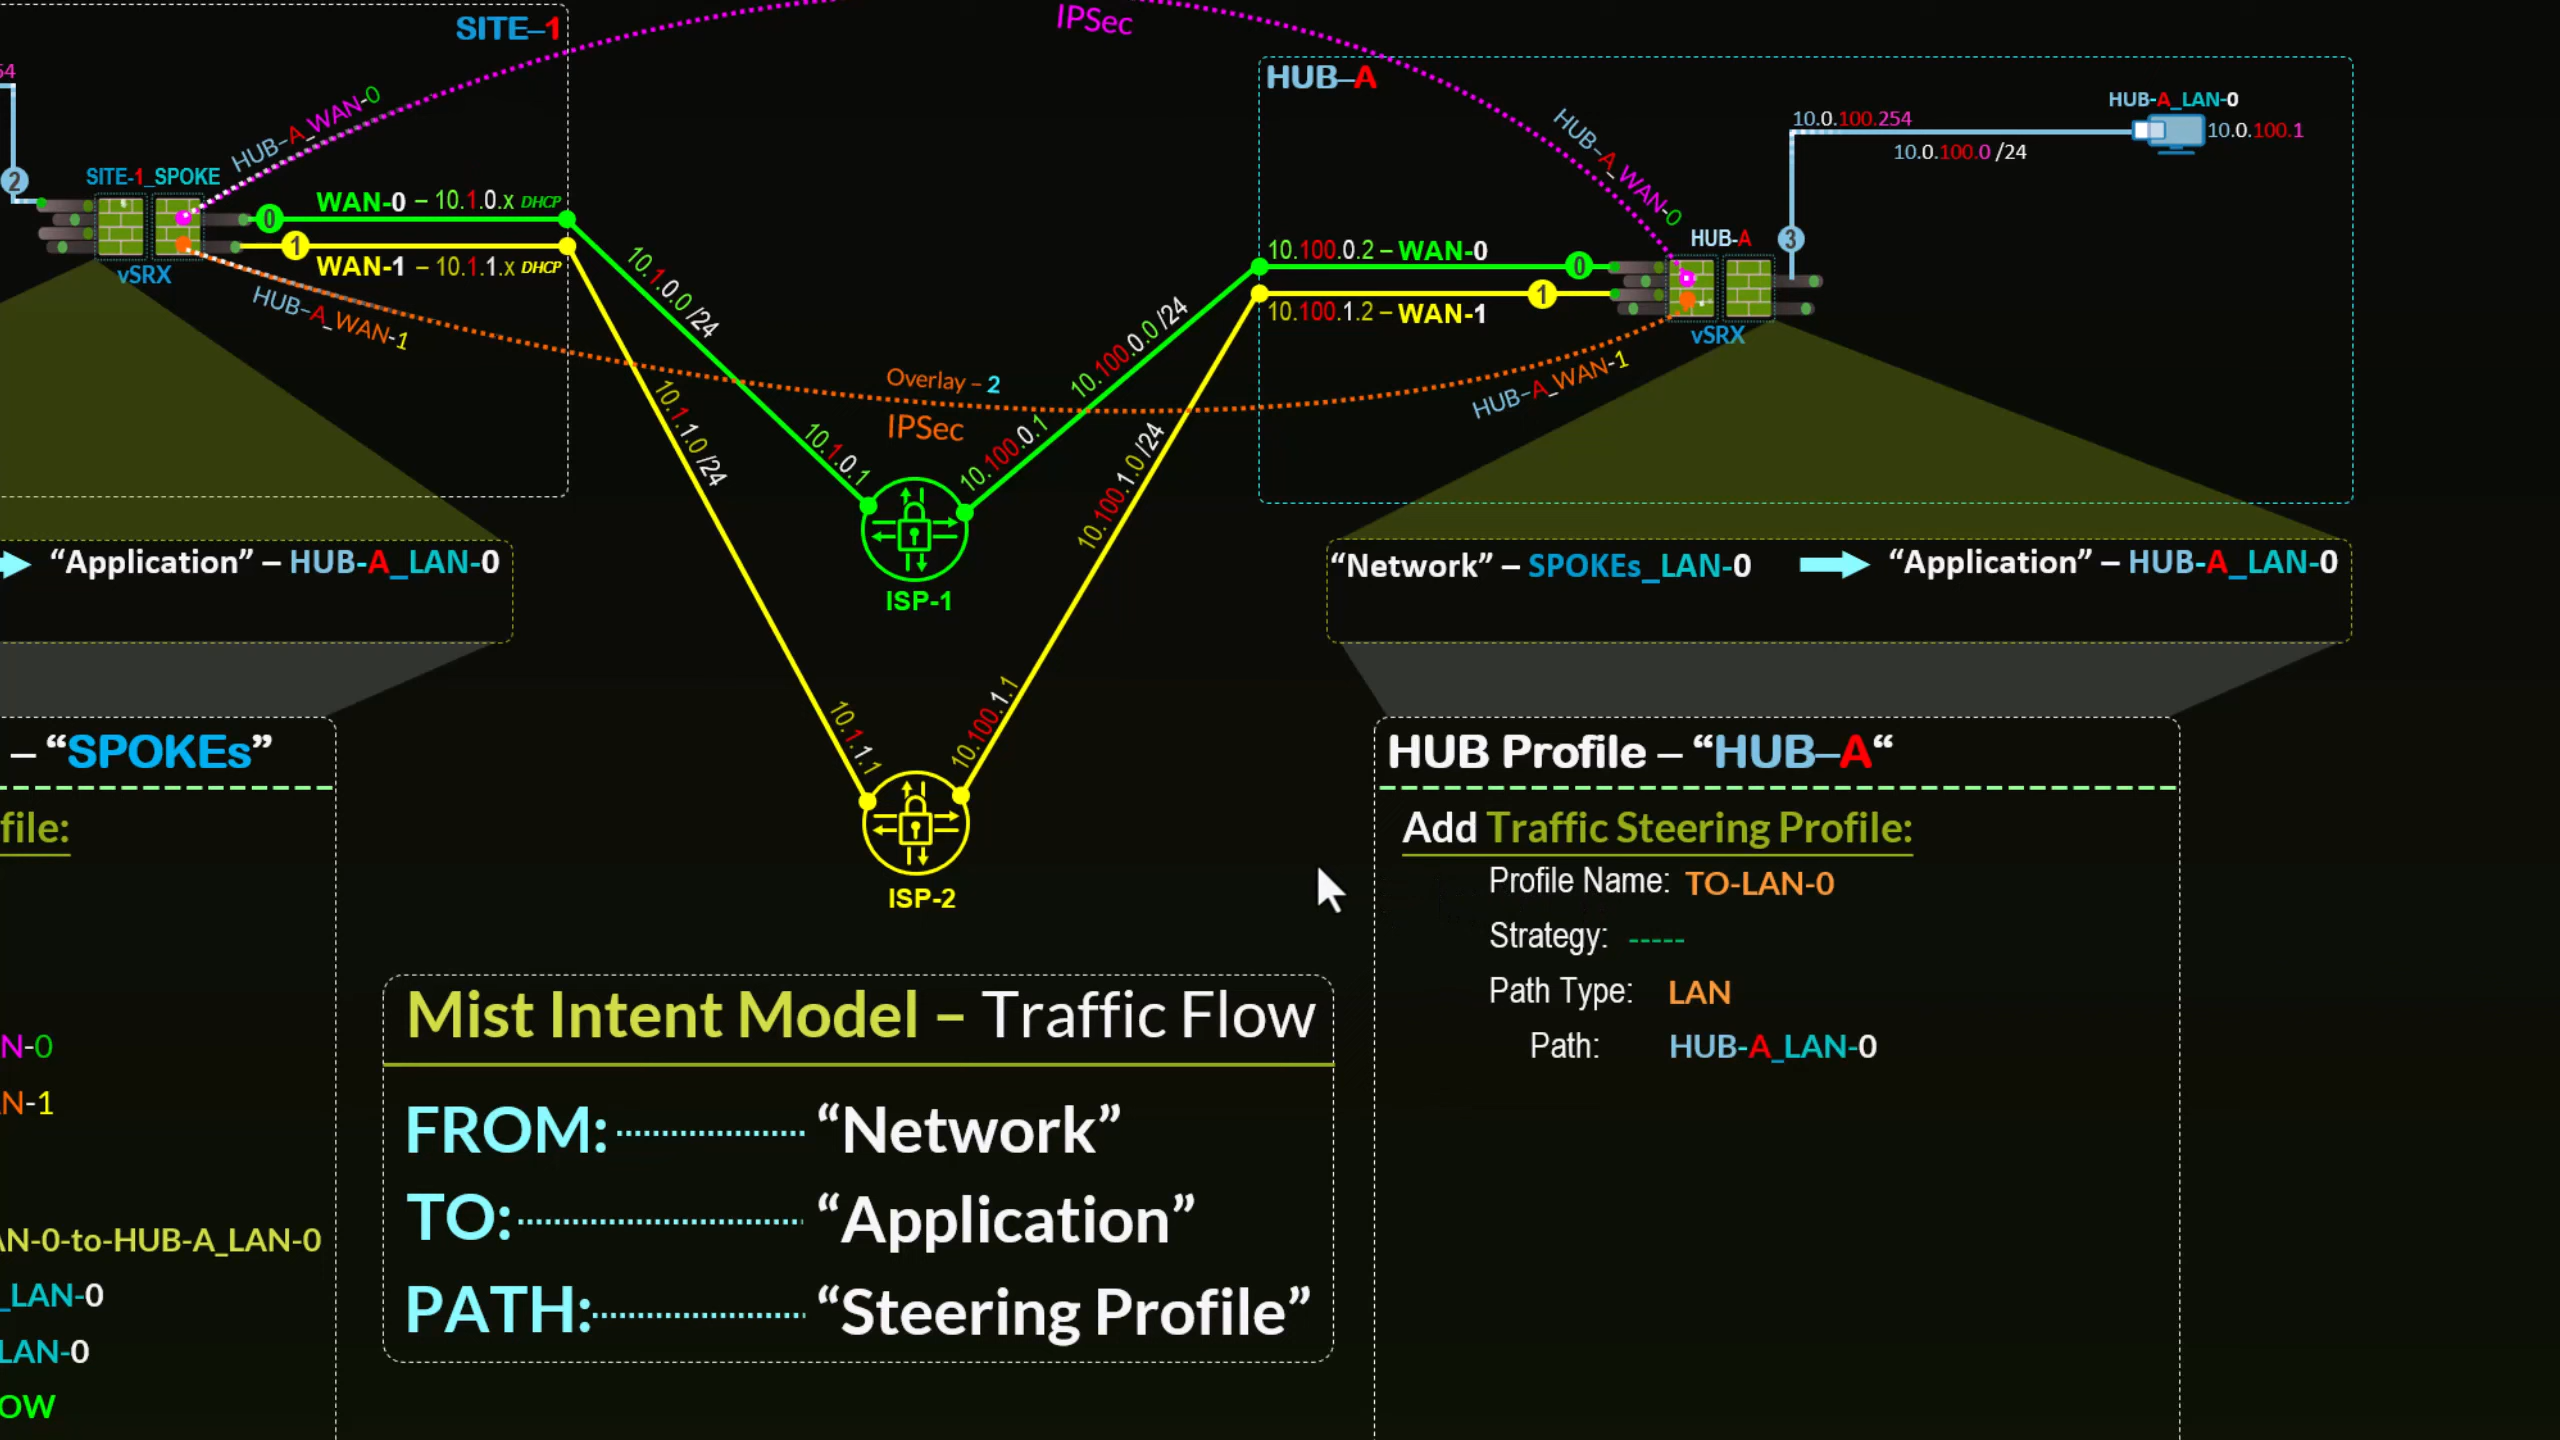 SITE–1
54
2
SITE-1_SPOKE
vSRX
HUB–A_WAN-0
HUB–A_WAN-1
0
WAN-0 – 10.1.0.x DHCP
1
WAN-1 – 10.1.1.x DHCP
IPSec
10.1.0.0 /24
10.1.1.0 /24
10.1.0.1
10.1.1.1
Overlay – 2
IPSec
10.100.0.0 /24
10.100.0.1
10.100.1.0 /24
10.100.1.1
ISP-1
ISP-2
HUB–A
HUB–A_WAN-0
10.100.0.2 – WAN-0
0
10.100.1.2 – WAN-1
1
HUB–A_WAN-1
HUB-A
vSRX
3
10.0.100.254
10.0.100.0 /24
HUB-A_LAN-0
10.0.100.1
“Application” – HUB-A_LAN-0
“Network” – SPOKEs_LAN-0
“Application” – HUB-A_LAN-0
– “SPOKEs”
file:
N-0
N-1
AN-0-to-HUB-A_LAN-0
_LAN-0
LAN-0
OW
Mist Intent Model – Traffic Flow
FROM: “Network”
TO: “Application”
PATH: “Steering Profile”
HUB Profile – “HUB–A“
Add Traffic Steering Profile:
Profile Name: TO-LAN-0
Strategy: -----
Path Type: LAN
Path: HUB-A_LAN-0